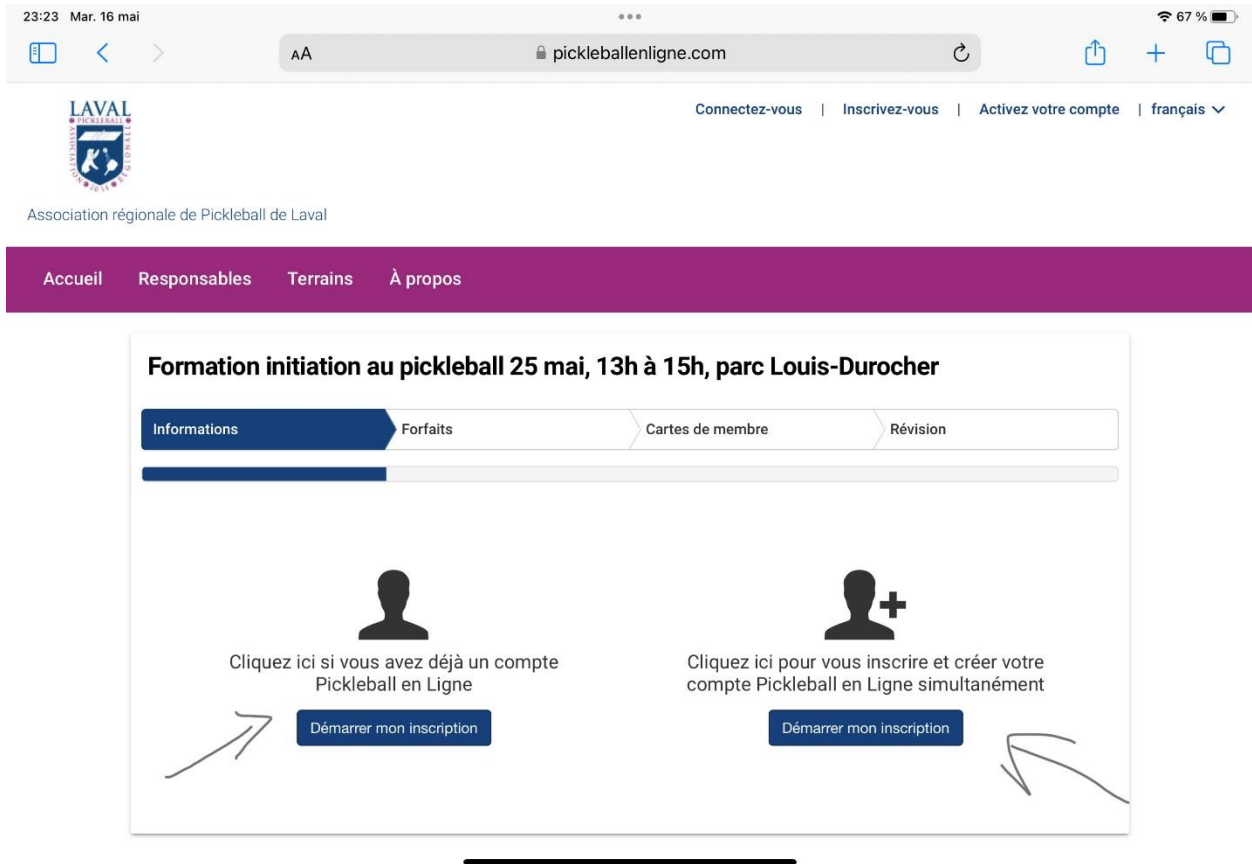 23:23 Mar. 16 mai
67 %
AA
pickleballenligne.com
LAVAL
PICKLEBALL
ASSOCIATION RÉGIONALE
2014
Connectez-vous | Inscrivez-vous | Activez votre compte | français
Association régionale de Pickleball de Laval
Accueil Responsables Terrains À propos
Formation initiation au pickleball 25 mai, 13h à 15h, parc Louis-Durocher
Informations Forfaits Cartes de membre Révision
Cliquez ici si vous avez déjà un compte
Pickleball en Ligne
Démarrer mon inscription
Cliquez ici pour vous inscrire et créer votre
compte Pickleball en Ligne simultanément
Démarrer mon inscription